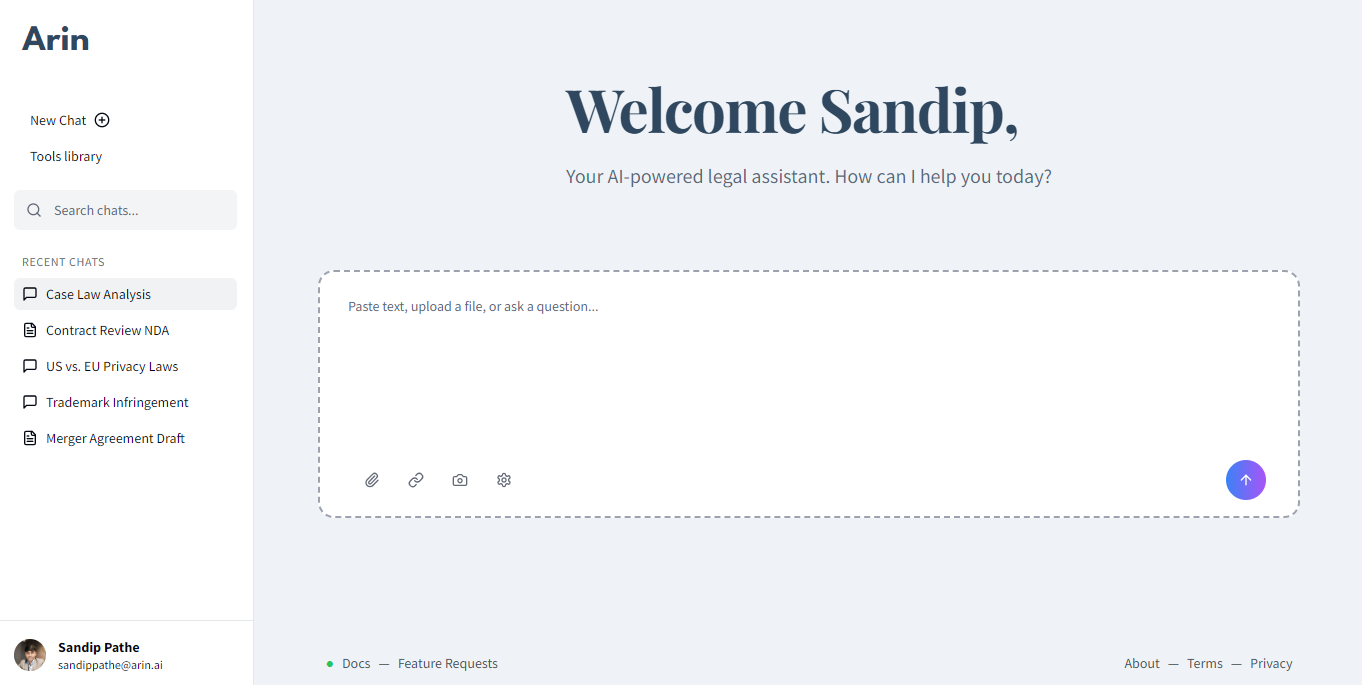 Arin
New Chat
Tools library
Search chats...
RECENT CHATS
Case Law Analysis
Contract Review NDA
US vs. EU Privacy Laws
Trademark Infringement
Merger Agreement Draft
Sandip Pathe
sandippathe@arin.ai
Welcome Sandip,
Your AI-powered legal assistant. How can I help you today?
Paste text, upload a file, or ask a question...
Docs — Feature Requests
About — Terms — Privacy